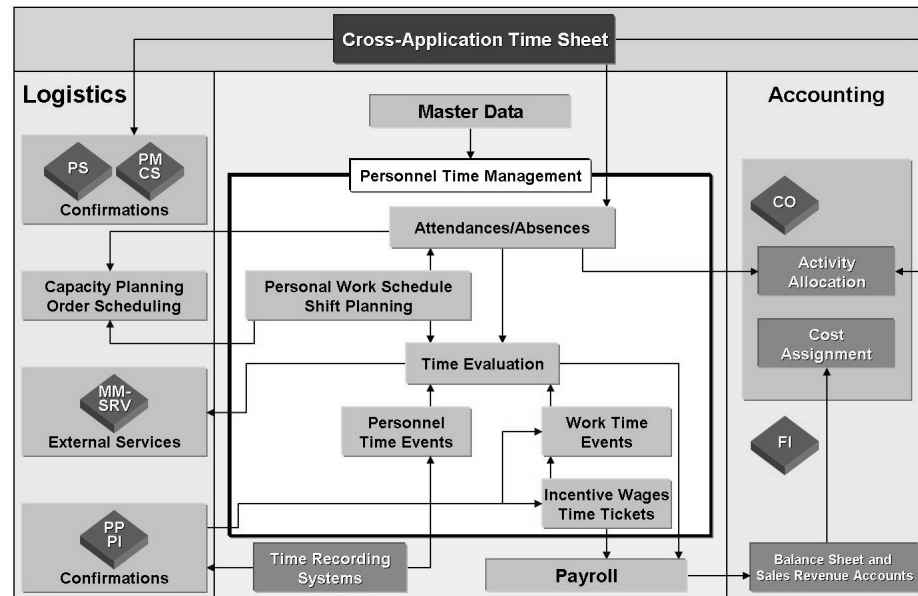 Cross-Application Time Sheet
Logistics
Accounting
Master Data
PS
PM
CS
Confirmations
Personnel Time Management
CO
Attendances/Absences
Activity
Allocation
Capacity Planning
Order Scheduling
Personal Work Schedule
Shift Planning
Cost
Assignment
Time Evaluation
MM-
SRV
External Services
Personnel
Time Events
Work Time
Events
FI
Incentive Wages
Time Tickets
PP
PI
Confirmations
Time Recording
Systems
Payroll
Balance Sheet and
Sales Revenue Accounts